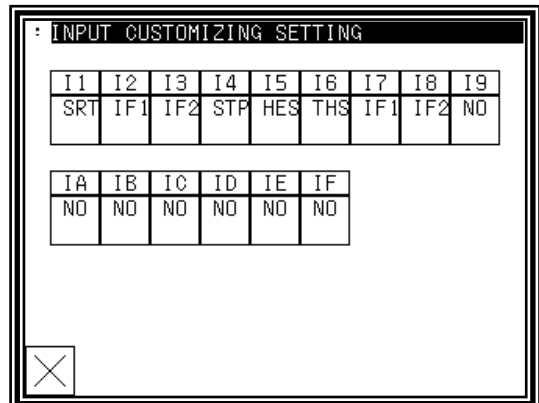 : INPUT CUSTOMIZING SETTING
I1 I2 I3 I4 I5 I6 I7 I8 I9
SRT IF1 IF2 STP HES THS IF1 IF2 NO
IA IB IC ID IE IF
NO NO NO NO NO NO